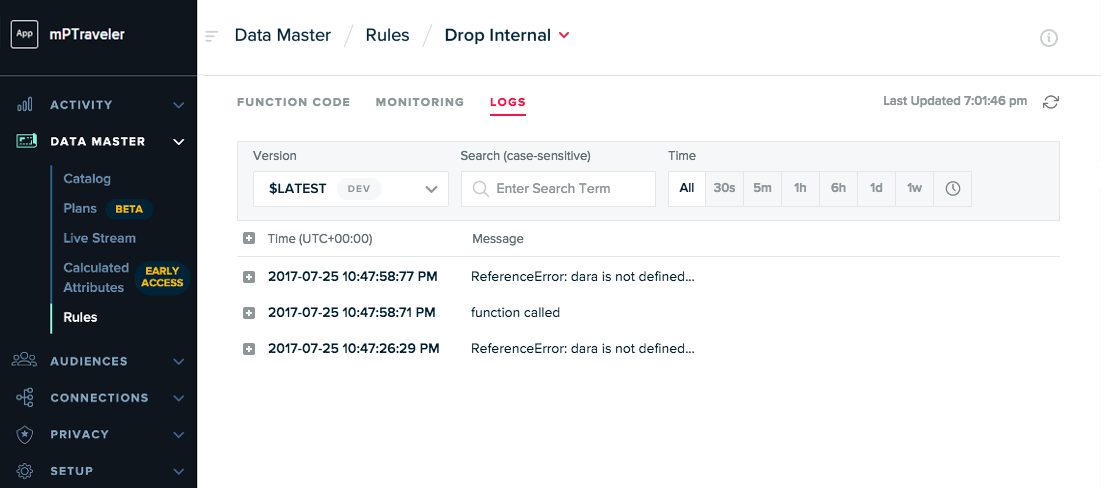 App mPTraveler
ACTIVITY
DATA MASTER
Catalog
Plans BETA
Live Stream
Calculated
Attributes
EARLY
ACCESS
Rules
AUDIENCES
CONNECTIONS
PRIVACY
SETUP
Data Master / Rules / Drop Internal
FUNCTION CODE MONITORING LOGS
Last Updated 7:01:46 pm
Version Search (case-sensitive) Time
$LATEST DEV Enter Search Term All 30s 5m 1h 6h 1d 1w
Time (UTC+00:00) Message
2017-07-25 10:47:58:77 PM ReferenceError: dara is not defined...
2017-07-25 10:47:58:71 PM function called
2017-07-25 10:47:26:29 PM ReferenceError: dara is not defined...